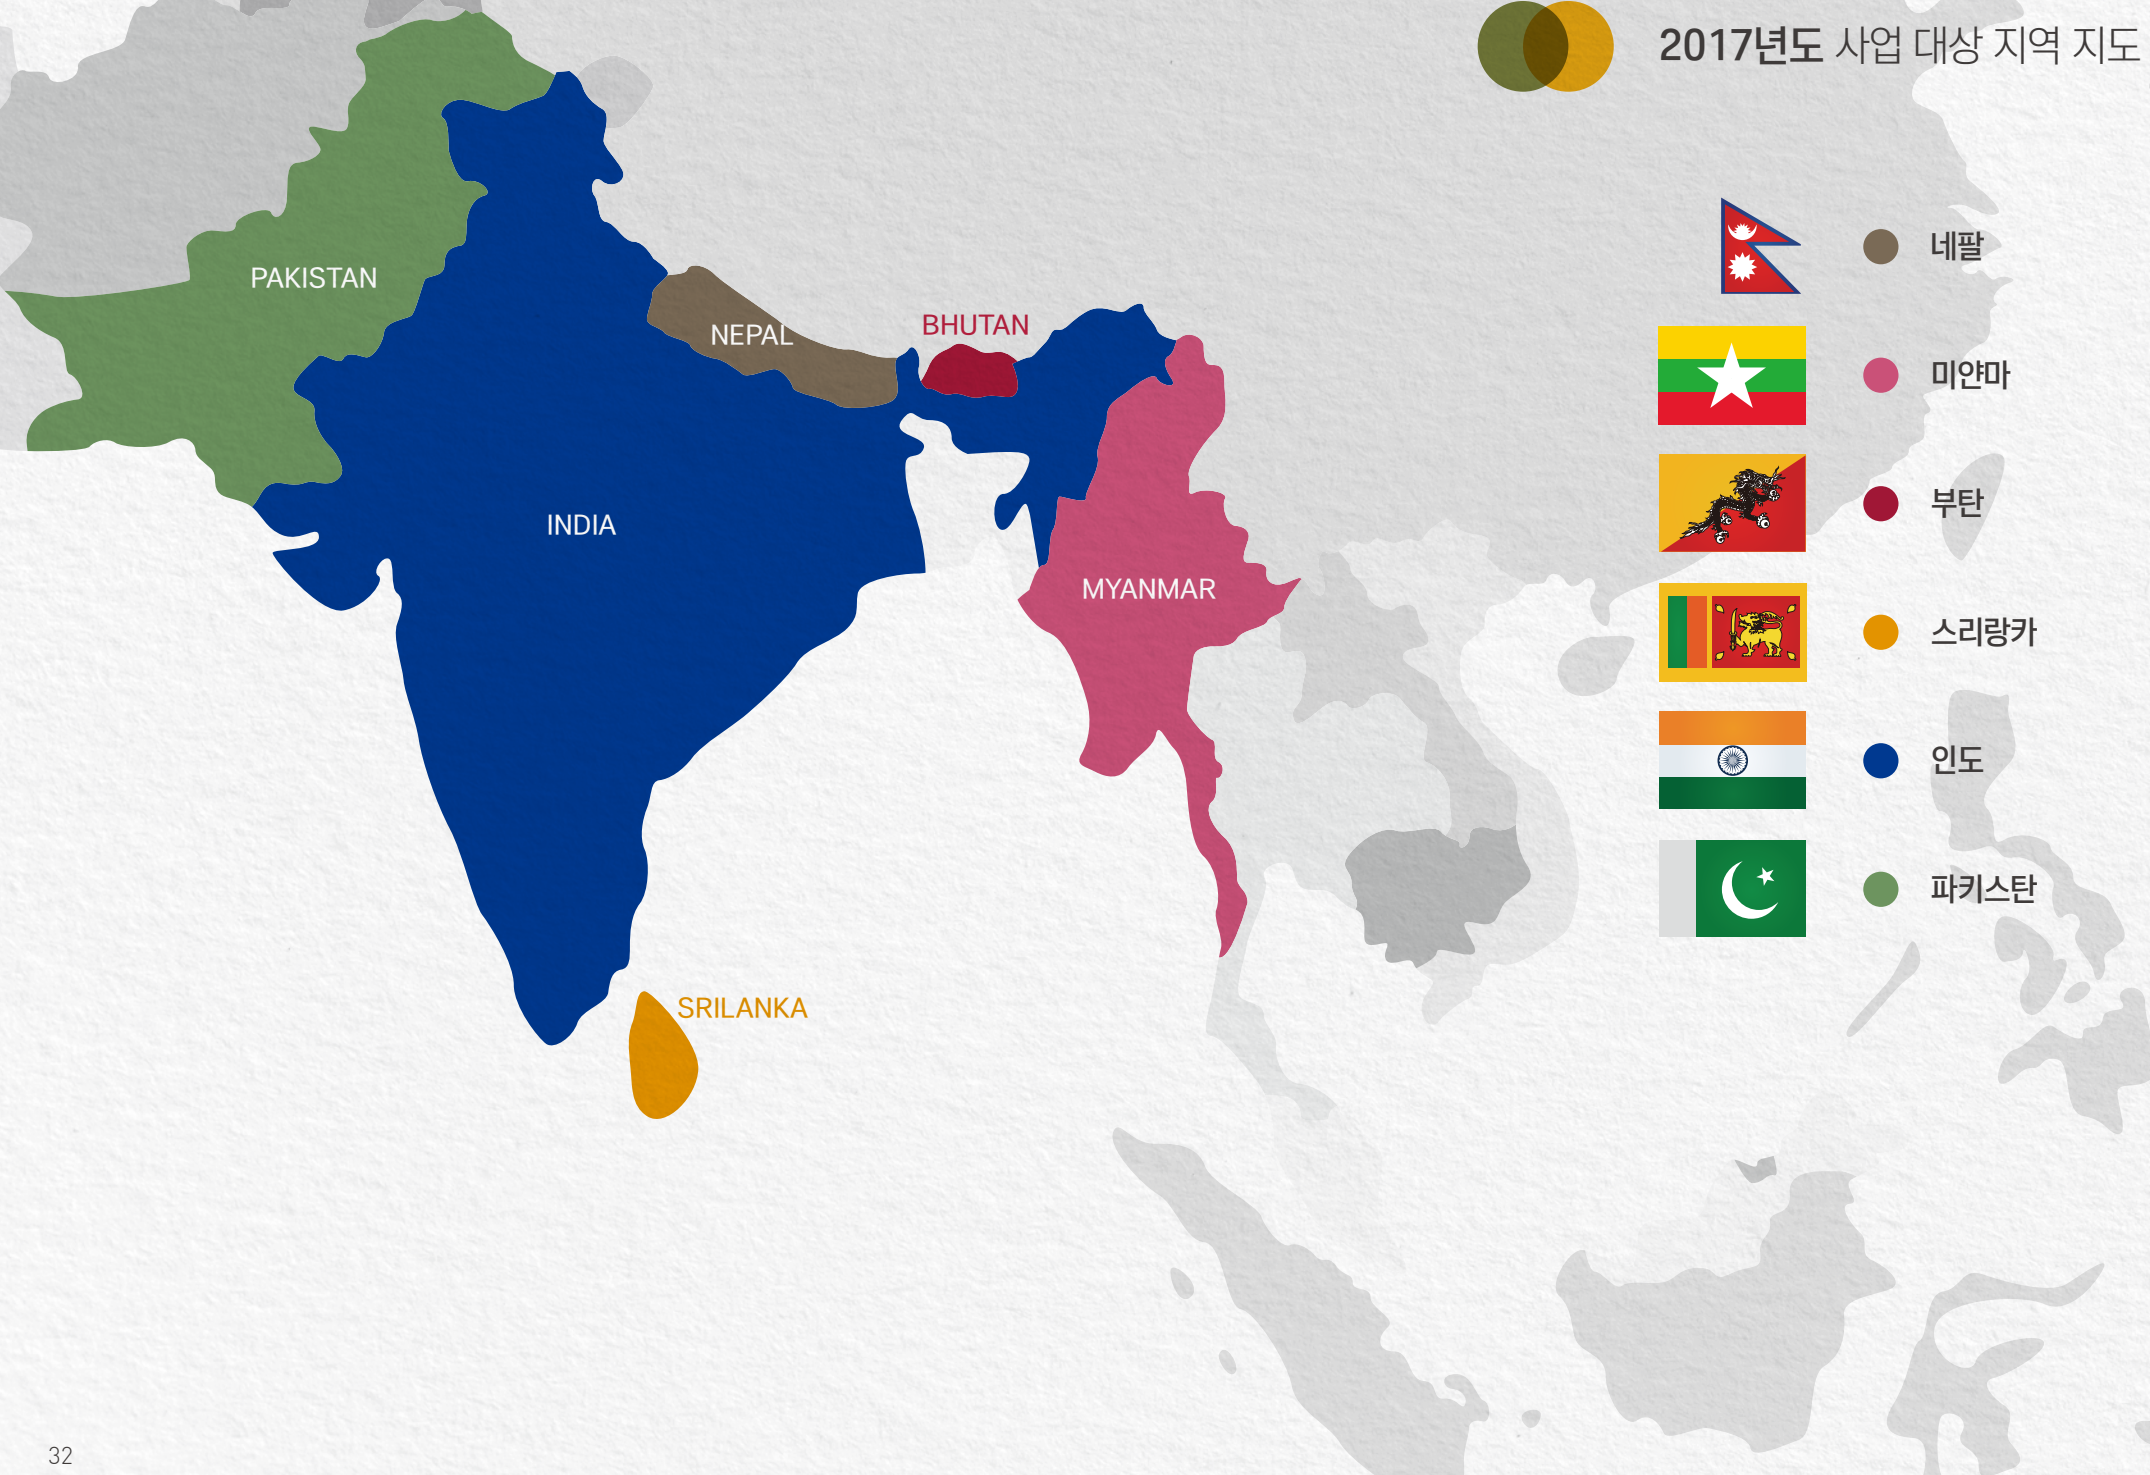 2017년도 사업 대상 지역 지도
PAKISTAN
NEPAL
BHUTAN
INDIA
MYANMAR
SRILANKA
네팔
미얀마
부탄
스리랑카
인도
파키스탄
32